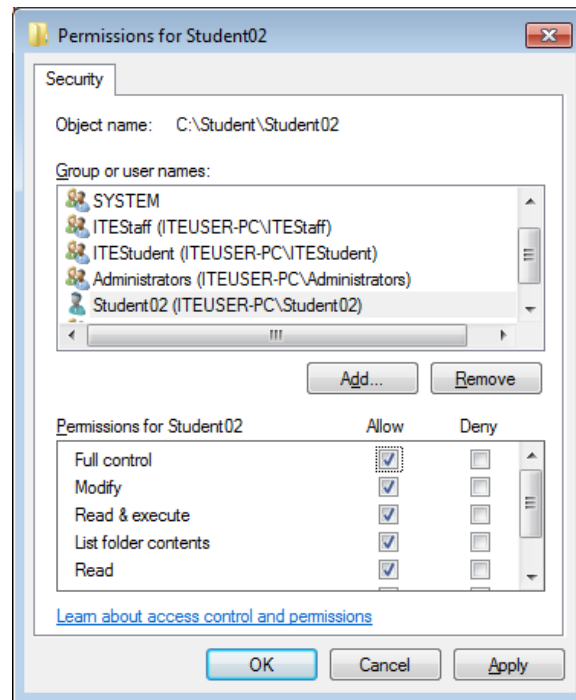 Permissions for Student02
Security
Object name: C:\Student\Student02
Group or user names:
SYSTEM
ITEStaff (ITEUSER-PC\ITEStaff)
ITEStudent (ITEUSER-PC\ITEStudent)
Administrators (ITEUSER-PC\Administrators)
Student02 (ITEUSER-PC\Student02)
Add... Remove
Permissions for Student02 Allow Deny
Full control
Modify
Read & execute
List folder contents
Read
Learn about access control and permissions
OK Cancel Apply